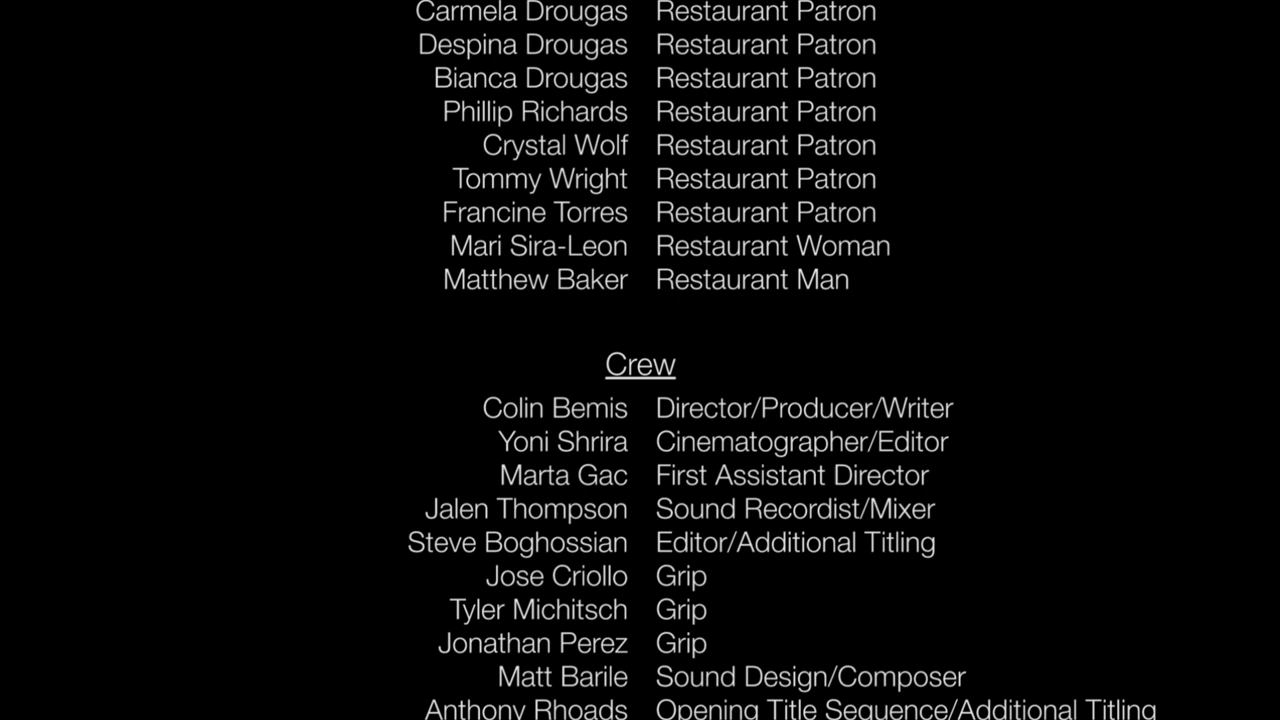 Carmela Drougas Restaurant Patron
Despina Drougas Restaurant Patron
Bianca Drougas Restaurant Patron
Phillip Richards Restaurant Patron
Crystal Wolf Restaurant Patron
Tommy Wright Restaurant Patron
Francine Torres Restaurant Patron
Mari Sira-Leon Restaurant Woman
Matthew Baker Restaurant Man
Crew
Colin Bemis Director/Producer/Writer
Yoni Shrira Cinematographer/Editor
Marta Gac First Assistant Director
Jalen Thompson Sound Recordist/Mixer
Steve Boghossian Editor/Additional Titling
Jose Criollo Grip
Tyler Michitsch Grip
Jonathan Perez Grip
Matt Barile Sound Design/Composer
Anthony Rhoads Opening Title Sequence/Additional Titling